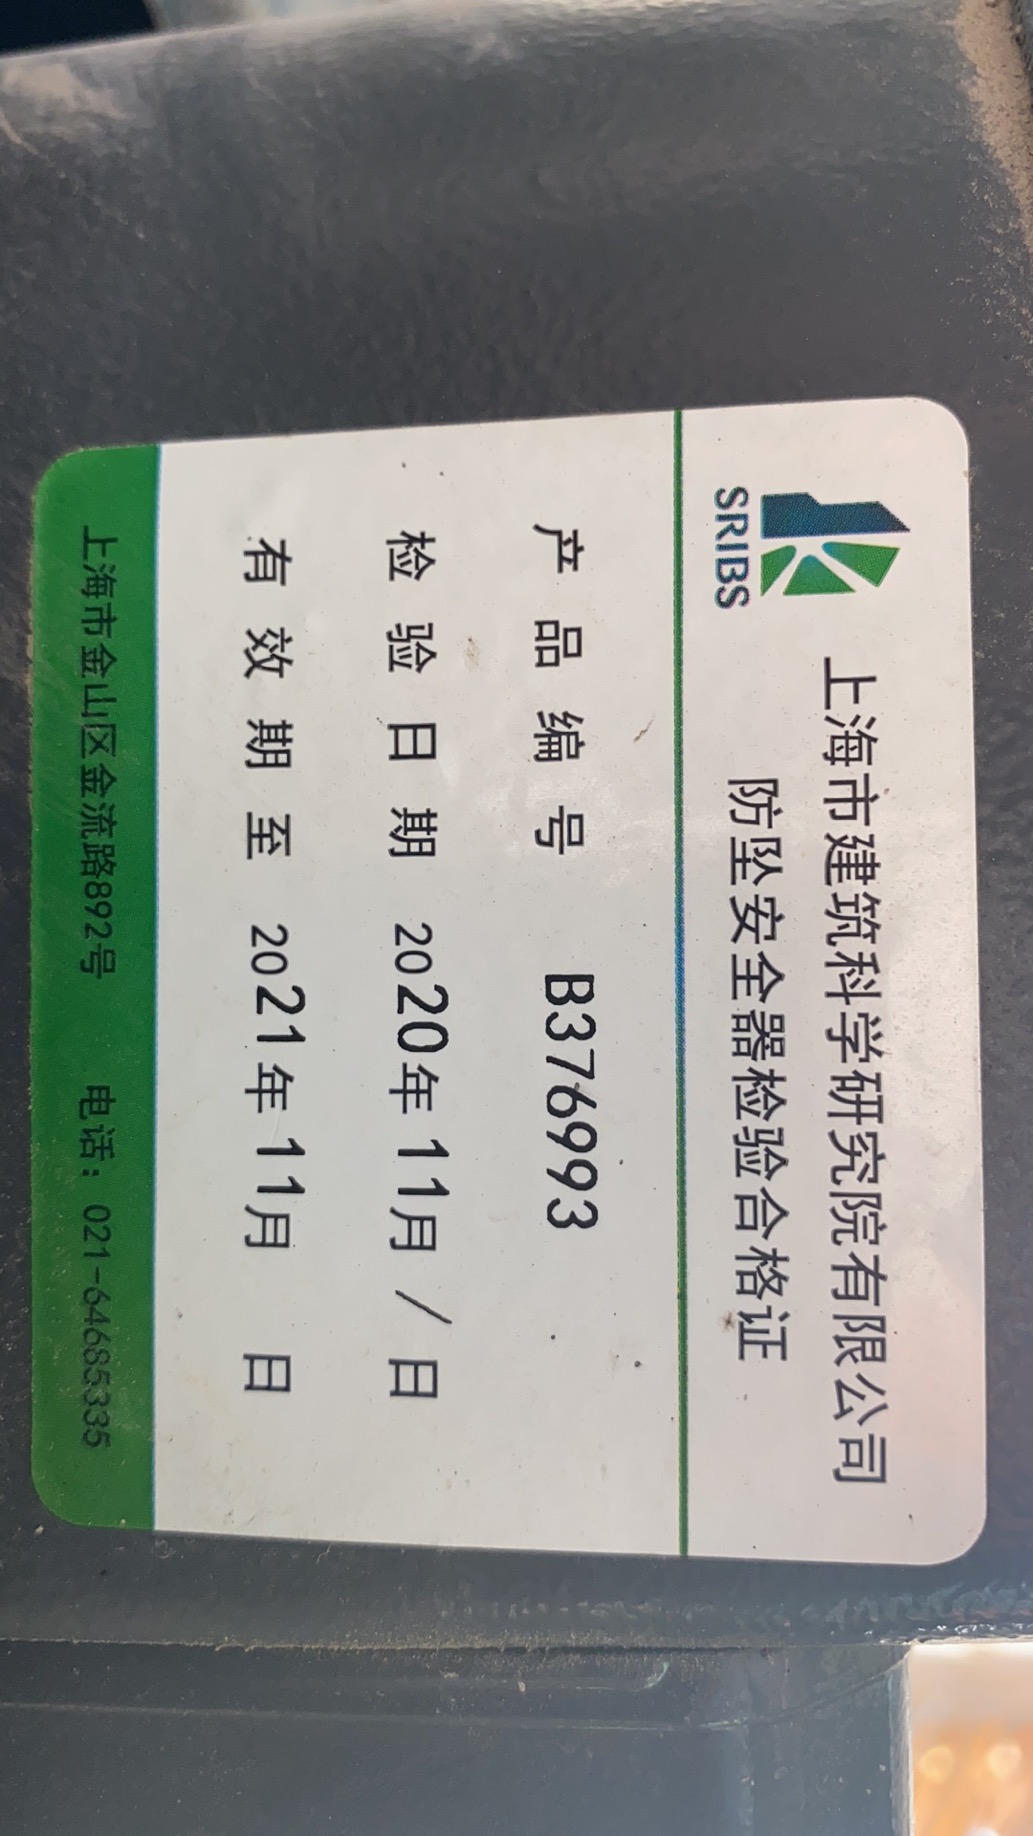 SRIBS
上海市建筑科学研究院有限公司
防坠安全器检验合格证
产品编号 B376993
检验日期 2020年11月/日
有效期至 2021年11月 日
上海市金山区金流路892号 电话：021-64685335